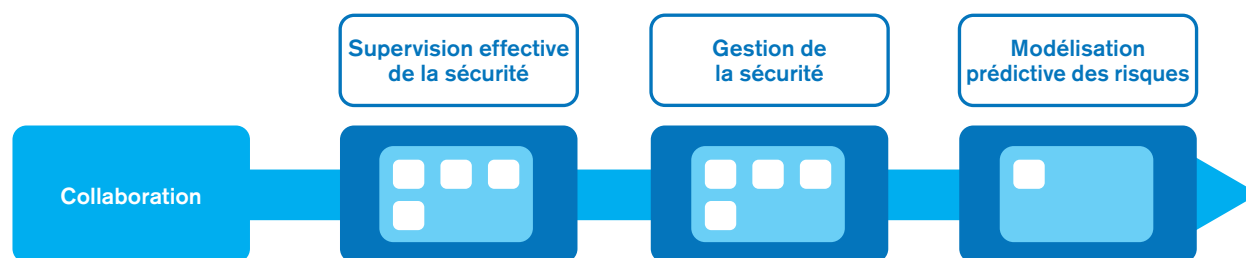 Supervision effective
de la sécurité
Gestion de
la sécurité
Modélisation
prédictive des risques
Collaboration